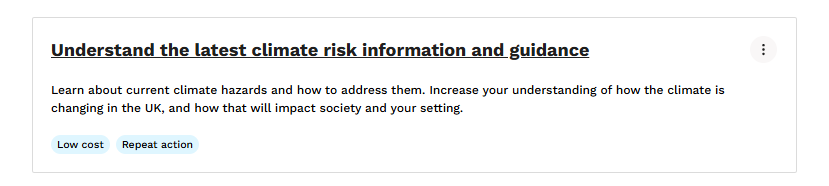 Understand the latest climate risk information and guidance
Learn about current climate hazards and how to address them. Increase your understanding of how the climate is
changing in the UK, and how that will impact society and your setting.
Low cost
Repeat action